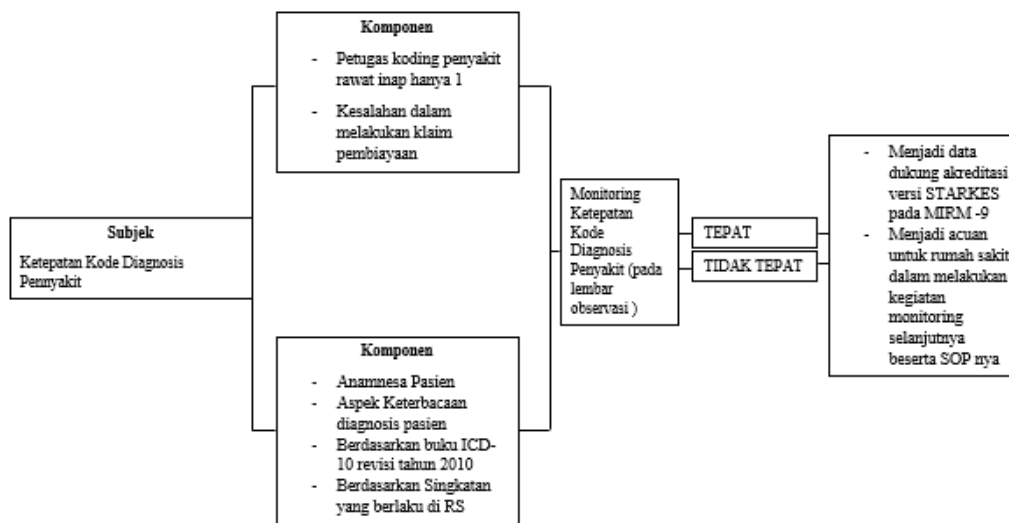 Komponen
- Petugas koding penyakit
rawat inap hanya 1
- Kesalahan dalam
melakukan klaim
pembiayaan
Subjek
Ketepatan Kode Diagnosis
Pennyakit
Komponen
- Anamnesa Pasien
- Aspek Keterbacaan
diagnosis pasien
- Berdasarkan buku ICD-
10 revisi tahun 2010
- Berdasarkan Singkatan
yang berlaku di RS
Monitoring
Ketepatan
Kode
Diagnosis
Penyakit (pada
lembar
observasi )
TEPAT
TIDAK TEPAT
- Menjadi data
dukung akreditasi
versi STARKES
pada MIRM -9
- Menjadi acuan
untuk rumah sakit
dalam melakukan
kegiatan
monitoring
selanjutnya
beserta SOP nya